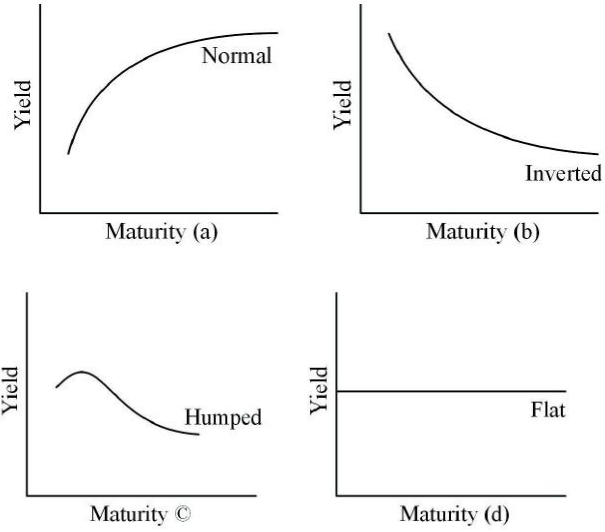 Yield
Normal
Maturity (a)
Yield
Inverted
Maturity (b)
Yield
Humped
Maturity ©
Yield
Flat
Maturity (d)